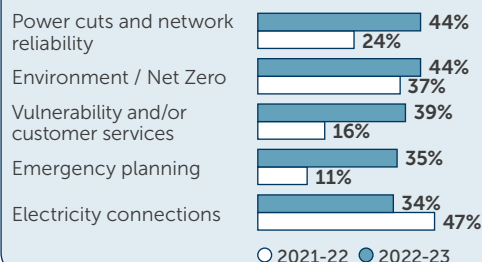 Power cuts and network
reliability
44%
24%
Environment / Net Zero
44%
37%
Vulnerability and/or
customer services
39%
16%
Emergency planning
35%
11%
Electricity connections
34%
47%
2021-22 2022-23